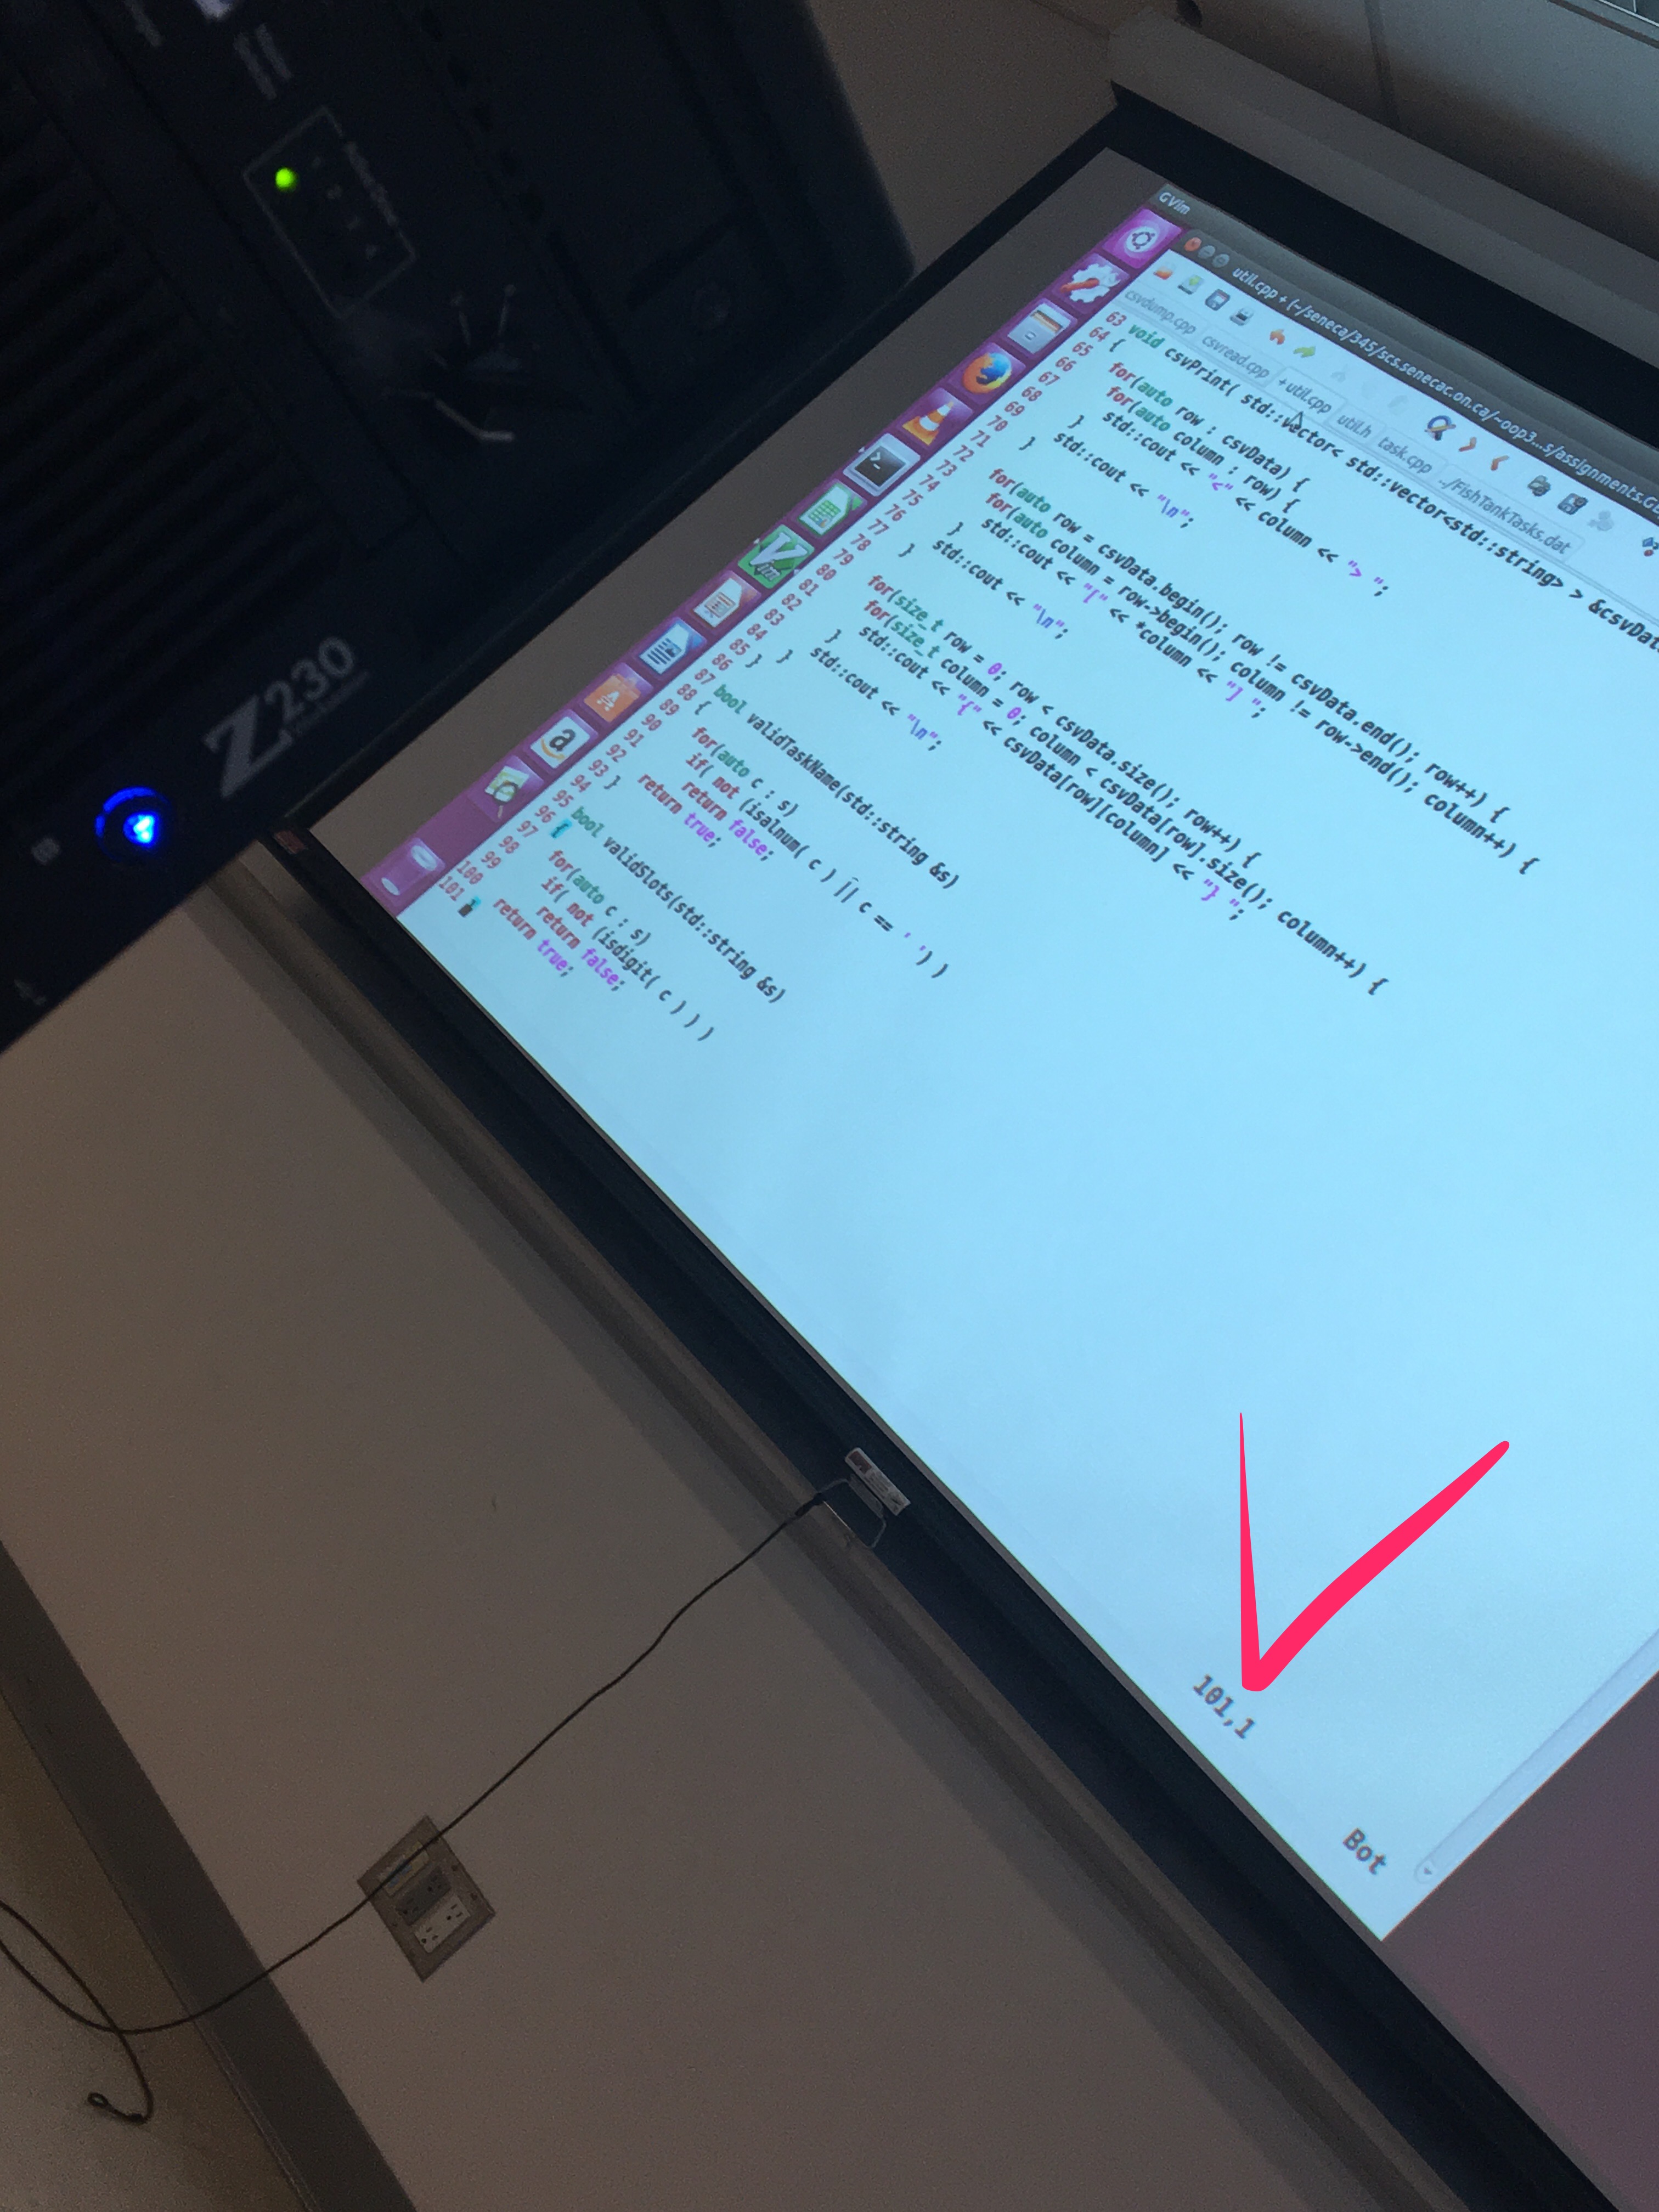 GVim
util.cpp + (~/seneca/345/scs.senecac.on.ca/~oop3...s/assignments.
csvdump.cpp csvread.cpp + util.cpp util.h task.cpp ../FishTankTasks.dat
63 void csvPrint( std::vector< std::vector<std::string> > &csvData
64 {
65 for(auto row : csvData) {
66 for(auto column : row) {
67 std::cout << "<" << column << "> ";
68 }
69 std::cout << "\n";
70 }
71
72 for(auto row = csvData.begin(); row != csvData.end(); row++) {
73 for(auto column = row->begin(); column != row->end(); column++) {
74 std::cout << "[" << *column << "] ";
75 }
76 std::cout << "\n";
77 }
78
79 for(size_t row = 0; row < csvData.size(); row++) {
80 for(size_t column = 0; column < csvData[row].size(); column++) {
81 std::cout << "{" << csvData[row][column] << "} ";
82 }
83 std::cout << "\n";
84 }
85 }
86
87 bool validTaskName(std::string &s)
88 {
89 for(auto c : s)
90 if( not (isalnum( c ) || c == ' ') )
91 return false;
92 return true;
93 }
94
95 bool validSlots(std::string &s)
96 {
97 for(auto c : s)
98 if( not (isdigit( c ) ) )
99 return false;
100 return true;
101 }
101,1 Bot
Z230